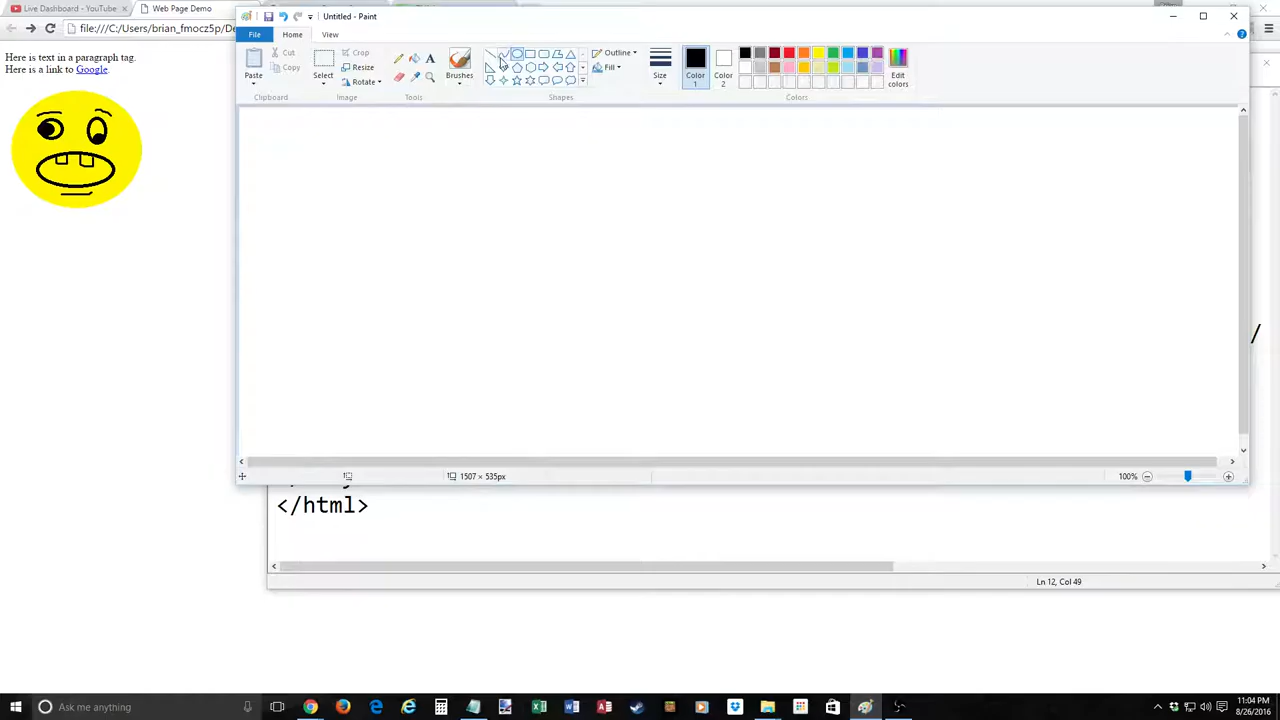 Live Dashboard - YouTube
Web Page Demo
file:///C:/Users/brian_fmocz5p/De
Here is text in a paragraph tag.
Here is a link to Google.
Untitled - Paint
File
Home
View
Paste
Cut
Copy
Clipboard
Select
Crop
Resize
Rotate
Image
Tools
Brushes
Shapes
Outline
Fill
Size
Color 1
Color 2
Edit colors
Colors
1507 × 535px
100%
/
</html>
Ln 12, Col 49
Ask me anything
11:04 PM
8/26/2016